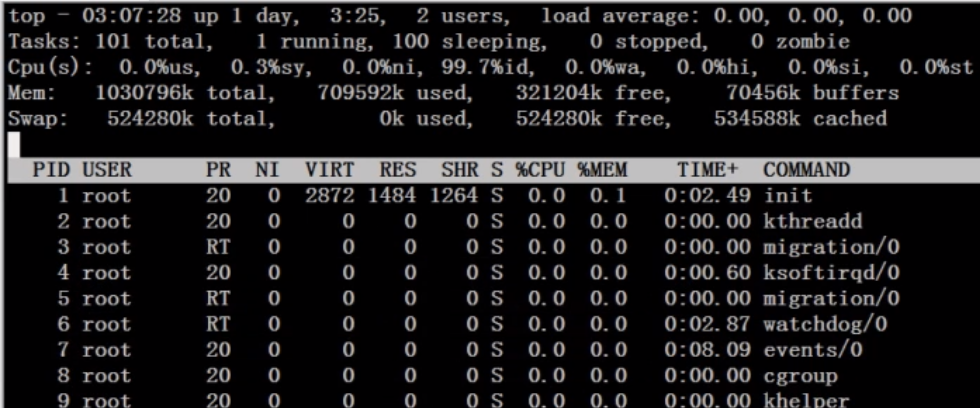 top - 03:07:28 up 1 day,  3:25,  2 users,  load average: 0.00, 0.00, 0.00
Tasks: 101 total,   1 running, 100 sleeping,   0 stopped,   0 zombie
Cpu(s):  0.0%us,  0.3%sy,  0.0%ni, 99.7%id,  0.0%wa,  0.0%hi,  0.0%si,  0.0%st
Mem:   1030796k total,   709592k used,   321204k free,    70456k buffers
Swap:   524280k total,        0k used,   524280k free,   534588k cached
PID USER      PR  NI  VIRT  RES  SHR S %CPU %MEM    TIME+  COMMAND
1 root      20   0  2872 1484 1264 S  0.0  0.1   0:02.49 init
2 root      20   0     0    0    0 S  0.0  0.0   0:00.00 kthreadd
3 root      RT   0     0    0    0 S  0.0  0.0   0:00.00 migration/0
4 root      20   0     0    0    0 S  0.0  0.0   0:00.60 ksoftirqd/0
5 root      RT   0     0    0    0 S  0.0  0.0   0:00.00 migration/0
6 root      RT   0     0    0    0 S  0.0  0.0   0:02.87 watchdog/0
7 root      20   0     0    0    0 S  0.0  0.0   0:08.09 events/0
8 root      20   0     0    0    0 S  0.0  0.0   0:00.00 cgroup
9 root      20   0     0    0    0 S  0.0  0.0   0:00.00 khelper